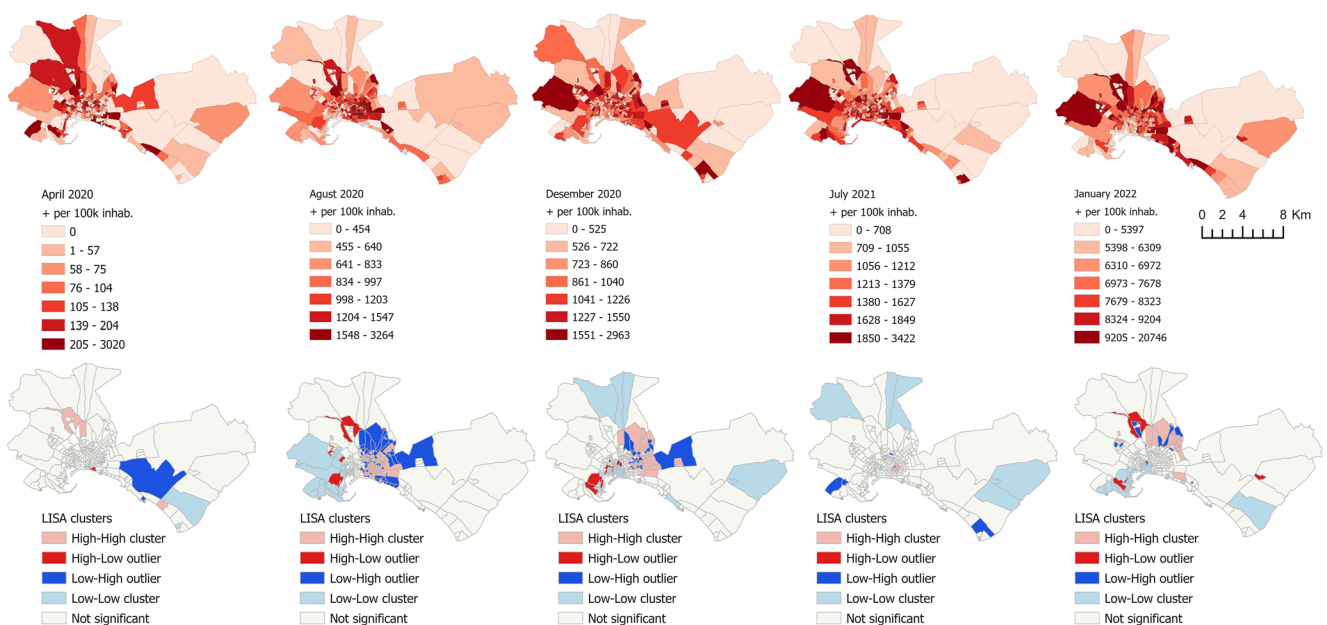 April 2020
+ per 100k inhab.
0
1 - 57
58 - 75
76 - 104
105 - 138
139 - 204
205 - 3020
Agust 2020
+ per 100k inhab.
0 - 454
455 - 640
641 - 833
834 - 997
998 - 1203
1204 - 1547
1548 - 3264
Desember 2020
+ per 100k inhab.
0 - 525
526 - 722
723 - 860
861 - 1040
1041 - 1226
1227 - 1550
1551 - 2963
July 2021
+ per 100k inhab.
0 - 708
709 - 1055
1056 - 1212
1213 - 1379
1380 - 1627
1628 - 1849
1850 - 3422
January 2022
+ per 100k inhab.
0 - 5397
5398 - 6309
6310 - 6972
6973 - 7678
7679 - 8323
8324 - 9204
9205 - 20746
0 2 4 8 Km
LISA clusters
High-High cluster
High-Low outlier
Low-High outlier
Low-Low cluster
Not significant
LISA clusters
High-High cluster
High-Low outlier
Low-High outlier
Low-Low cluster
Not significant
LISA clusters
High-High cluster
High-Low outlier
Low-High outlier
Low-Low cluster
Not significant
LISA clusters
High-High cluster
High-Low outlier
Low-High outlier
Low-Low cluster
Not significant
LISA clusters
High-High cluster
High-Low outlier
Low-High outlier
Low-Low cluster
Not significant